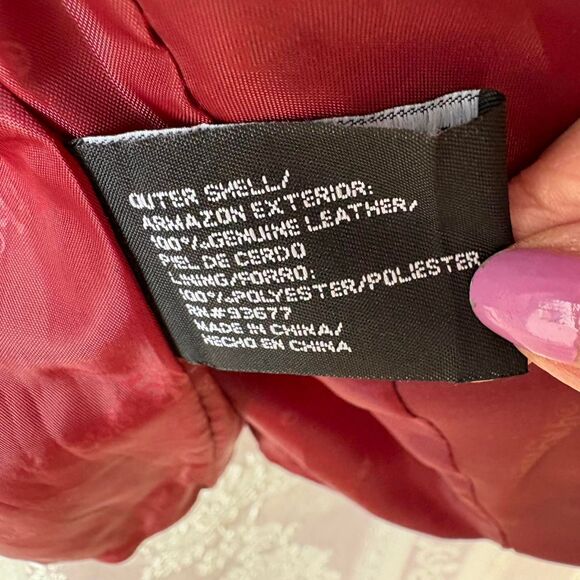 OUTER SHELL/
ARMAZON EXTERIOR:
100% GENUINE LEATHER/
PIEL DE CERDO
LINING/FORRO:
100% POLYESTER/POLIESTER
RN#93677
MADE IN CHINA/
HECHO EN CHINA